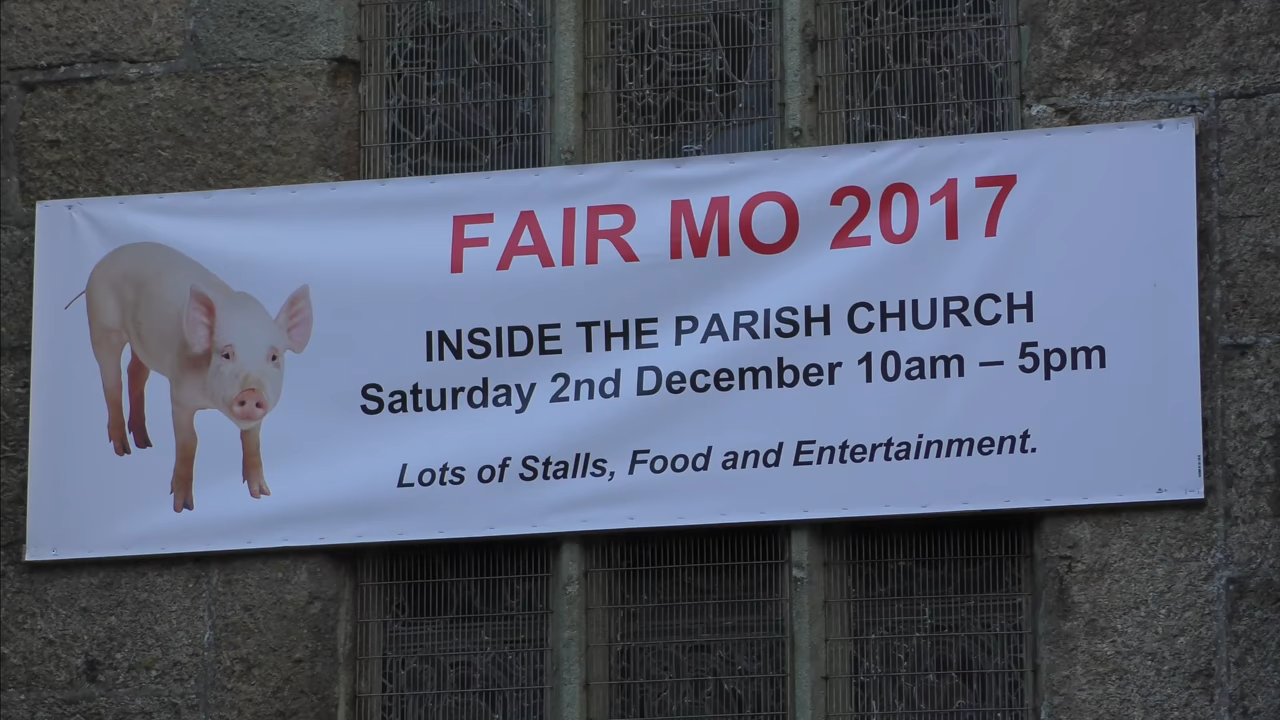 FAIR MO 2017
INSIDE THE PARISH CHURCH
Saturday 2nd December 10am – 5pm
Lots of Stalls, Food and Entertainment.